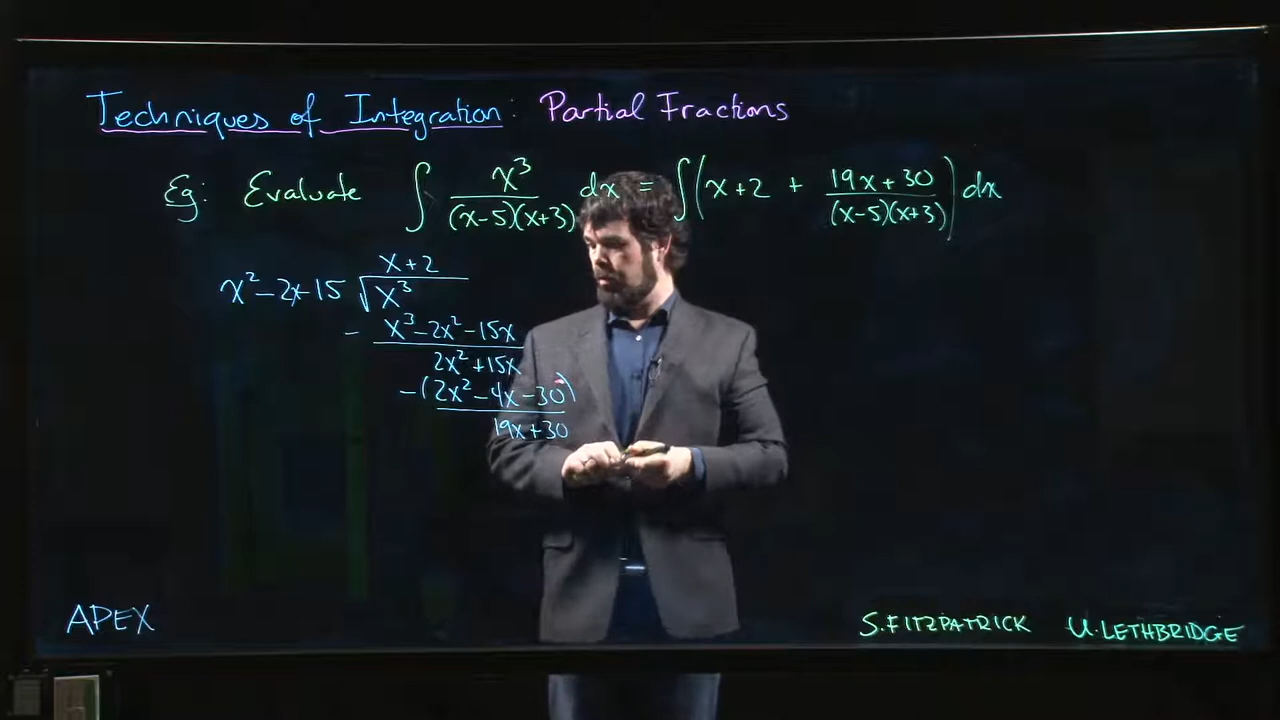 Techniques of Integration: Partial Fractions
Eg: Evaluate ∫ x³/((x-5)(x+3)) dx = ∫(x+2 + (19x+30)/((x-5)(x+3))) dx
x+2
x²-2x-15 √x³
- x³-2x²-15x
2x²+15x
-(2x²-4x-30)
19x+30
APEX
S.FITZPATRICK U.LETHBRIDGE